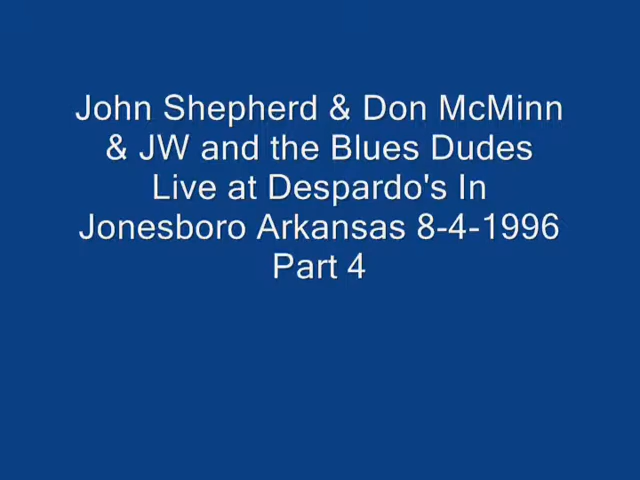 John Shepherd & Don McMinn
& JW and the Blues Dudes
Live at Despardo's In
Jonesboro Arkansas 8-4-1996
Part 4